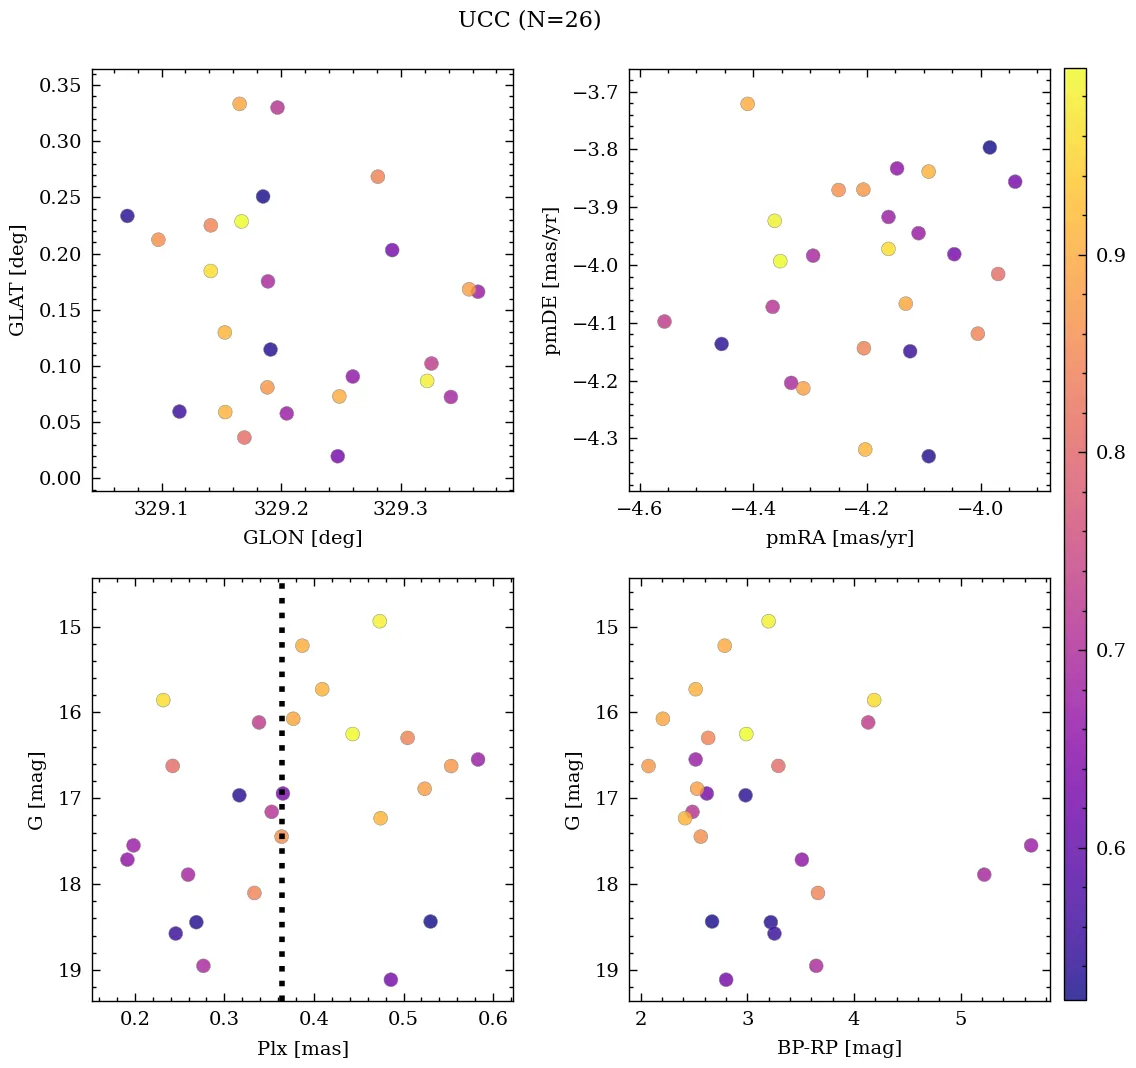 UCC (N=26)
0.35
0.30
0.25
0.20
0.15
0.10
0.05
0.00
GLAT [deg]
329.1 329.2 329.3
GLON [deg]
−3.7
−3.8
−3.9
−4.0
−4.1
−4.2
−4.3
pmDE [mas/yr]
−4.6 −4.4 −4.2 −4.0
pmRA [mas/yr]
15
16
17
18
19
G [mag]
0.2 0.3 0.4 0.5 0.6
Plx [mas]
15
16
17
18
19
G [mag]
2 3 4 5
BP-RP [mag]
0.9
0.8
0.7
0.6